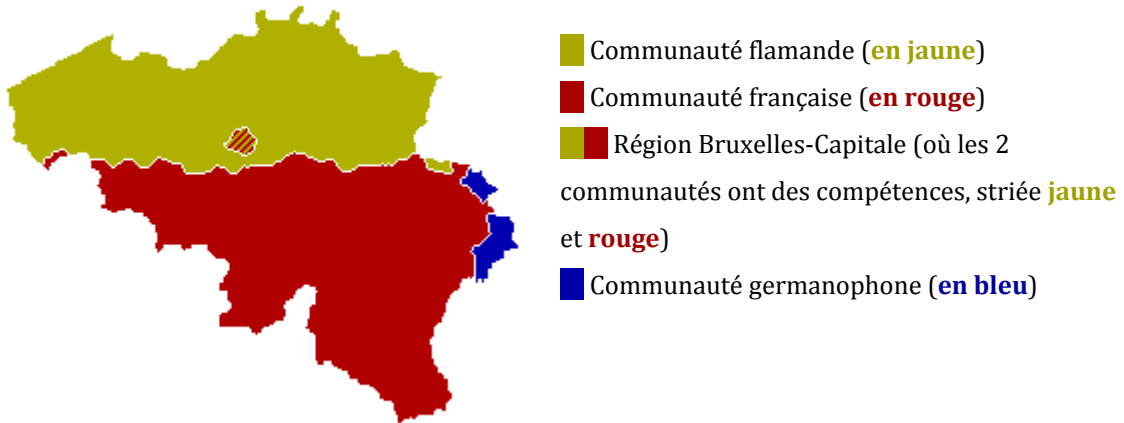 Communauté flamande (en jaune)
Communauté française (en rouge)
Région Bruxelles-Capitale (où les 2
communautés ont des compétences, striée jaune
et rouge)
Communauté germanophone (en bleu)